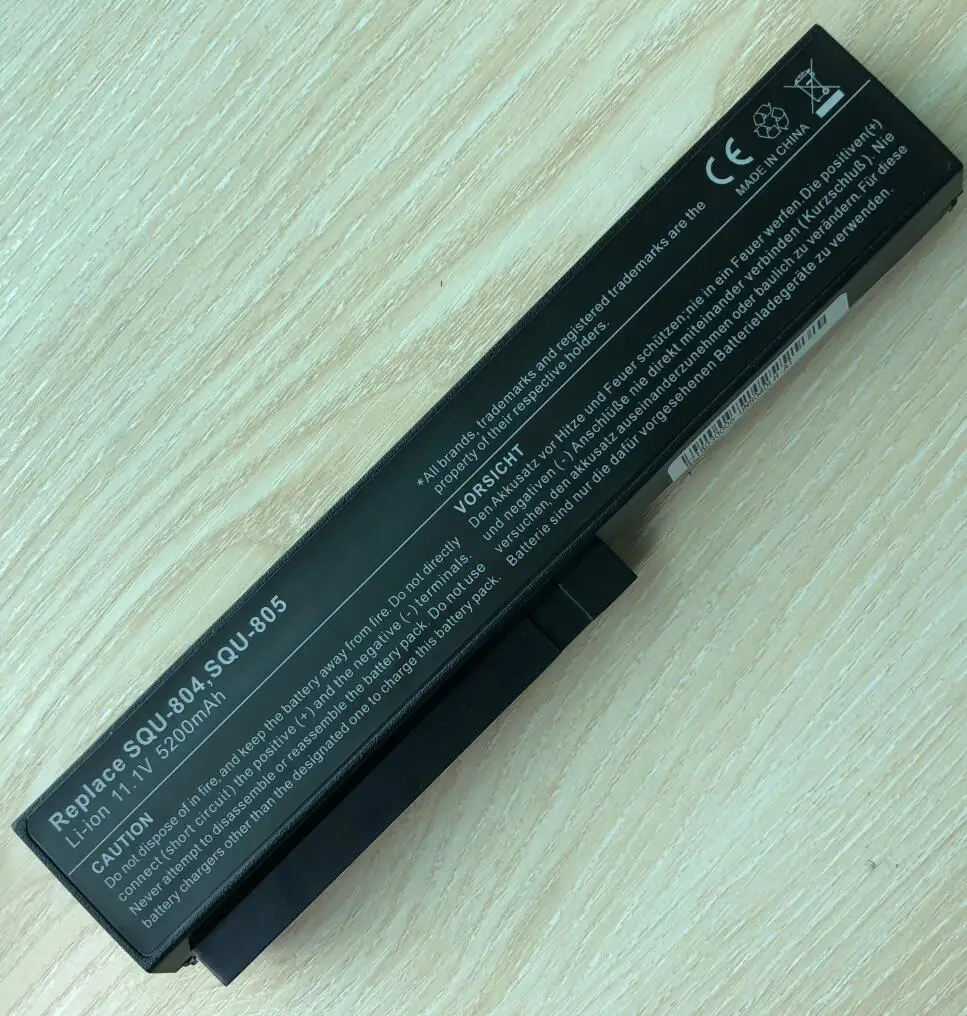 Replace SQU-804,SQU-805
Li-ion 11.1V 5200mAh
CAUTION
Do not dispose of in fire, and keep the battery away from fire. Do not directly
connect (short circuit) the positive (+) and the negative (-) terminals.
Never attempt to disassemble or reassemble the battery pack. Do not use
battery chargers other than the designated one to charge this battery pack.
*All brands, trademarks and registered trademarks are the
property of their respective holders.
CE
MADE IN CHINA
VORSICHT
Den Akkusatz vor Hitze und Feuer schützen;nie in ein Feuer werfen.Die positiven(+)
und negativen (-) Anschlüße nie direkt miteinander verbinden (Kurzschluß). Nie
versuchen, den akkusatz auseinanderzunehmen oder baulich zu verändern. Für diese
Batterie sind nur die dafür vorgesehenen Batterieladegeräte zu verwenden.